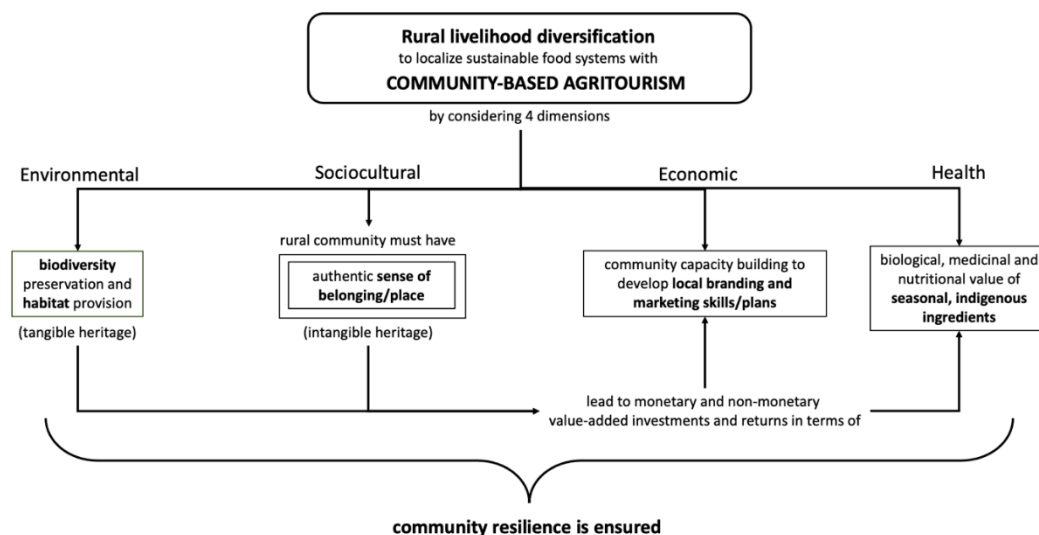 Rural livelihood diversification
to localize sustainable food systems with
COMMUNITY-BASED AGRITOURISM
by considering 4 dimensions
Environmental
Sociocultural
Economic
Health
rural community must have
biodiversity
preservation and
habitat provision
authentic sense of
belonging/place
community capacity building to
develop local branding and
marketing skills/plans
biological, medicinal and
nutritional value of
seasonal, indigenous
ingredients
(tangible heritage)
(intangible heritage)
lead to monetary and non-monetary
value-added investments and returns in terms of
community resilience is ensured